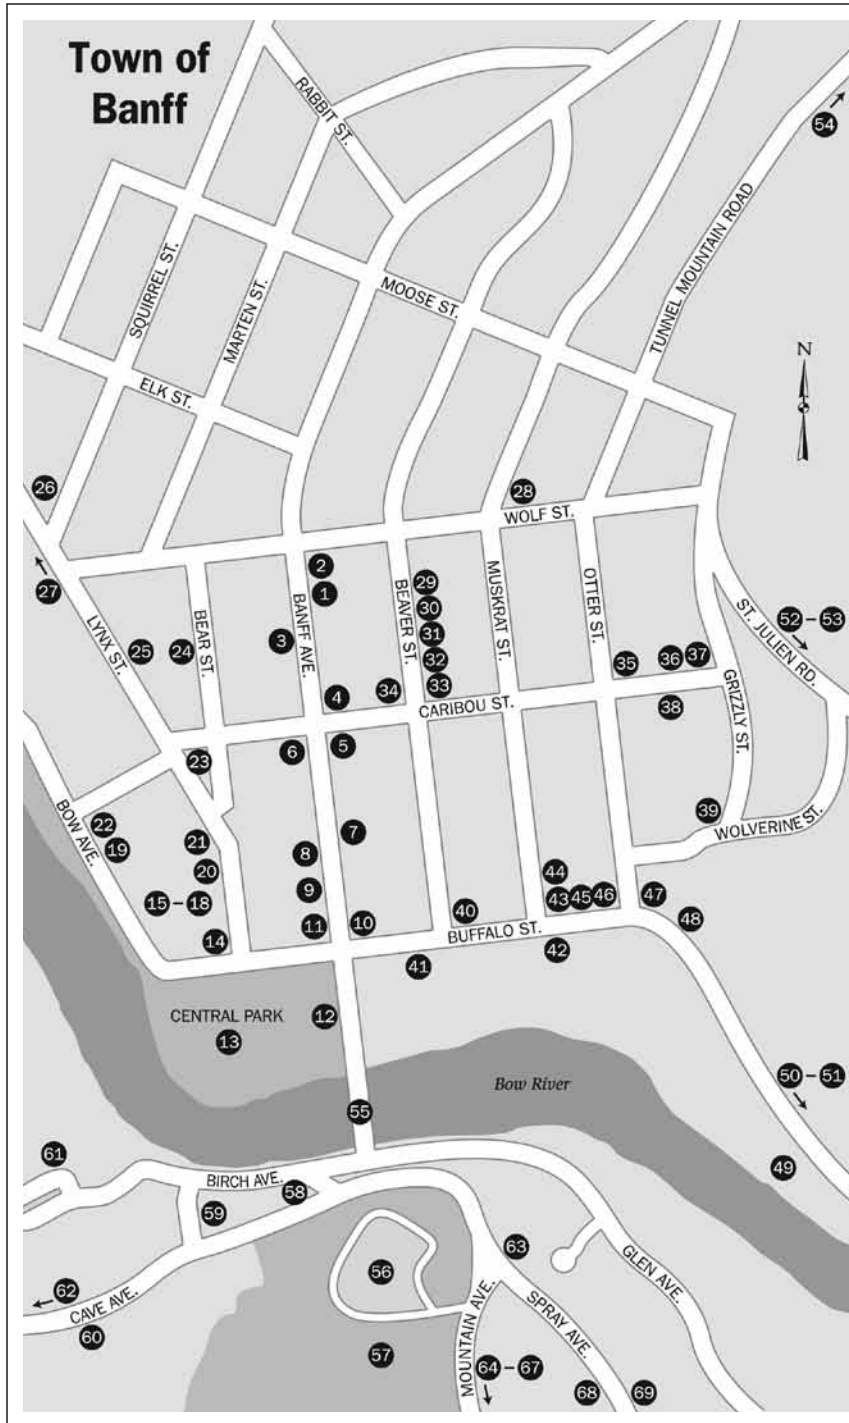 Town of
Banff
RABBIT ST.
54
TUNNEL MOUNTAIN ROAD
SQUIRREL ST.
MOOSE ST.
MARTEN ST.
N
ELK ST.
26
28
WOLF ST.
2
27
1
29
BEAR ST.
BANFF AVE.
BEAVER ST.
MUSKRAT ST.
OTTER ST.
30
52 – 53
LYNX ST.
ST. JULIEN RD.
3
31
25
24
32
35
36
37
33
34
4
GRIZZLY ST.
CARIBOU ST.
38
5
6
23
BOW AVE.
39
22
WOLVERINE ST.
7
21
19
8
20
44
9
15 – 18
43
45
46
47
40
48
10
11
14
BUFFALO ST.
42
41
12
CENTRAL PARK
13
50 – 51
Bow River
55
61
49
BIRCH AVE.
58
59
63
56
GLEN AVE.
62
CAVE AVE.
60
MOUNTAIN AVE.
SPRAY AVE.
57
64 – 67
68
69